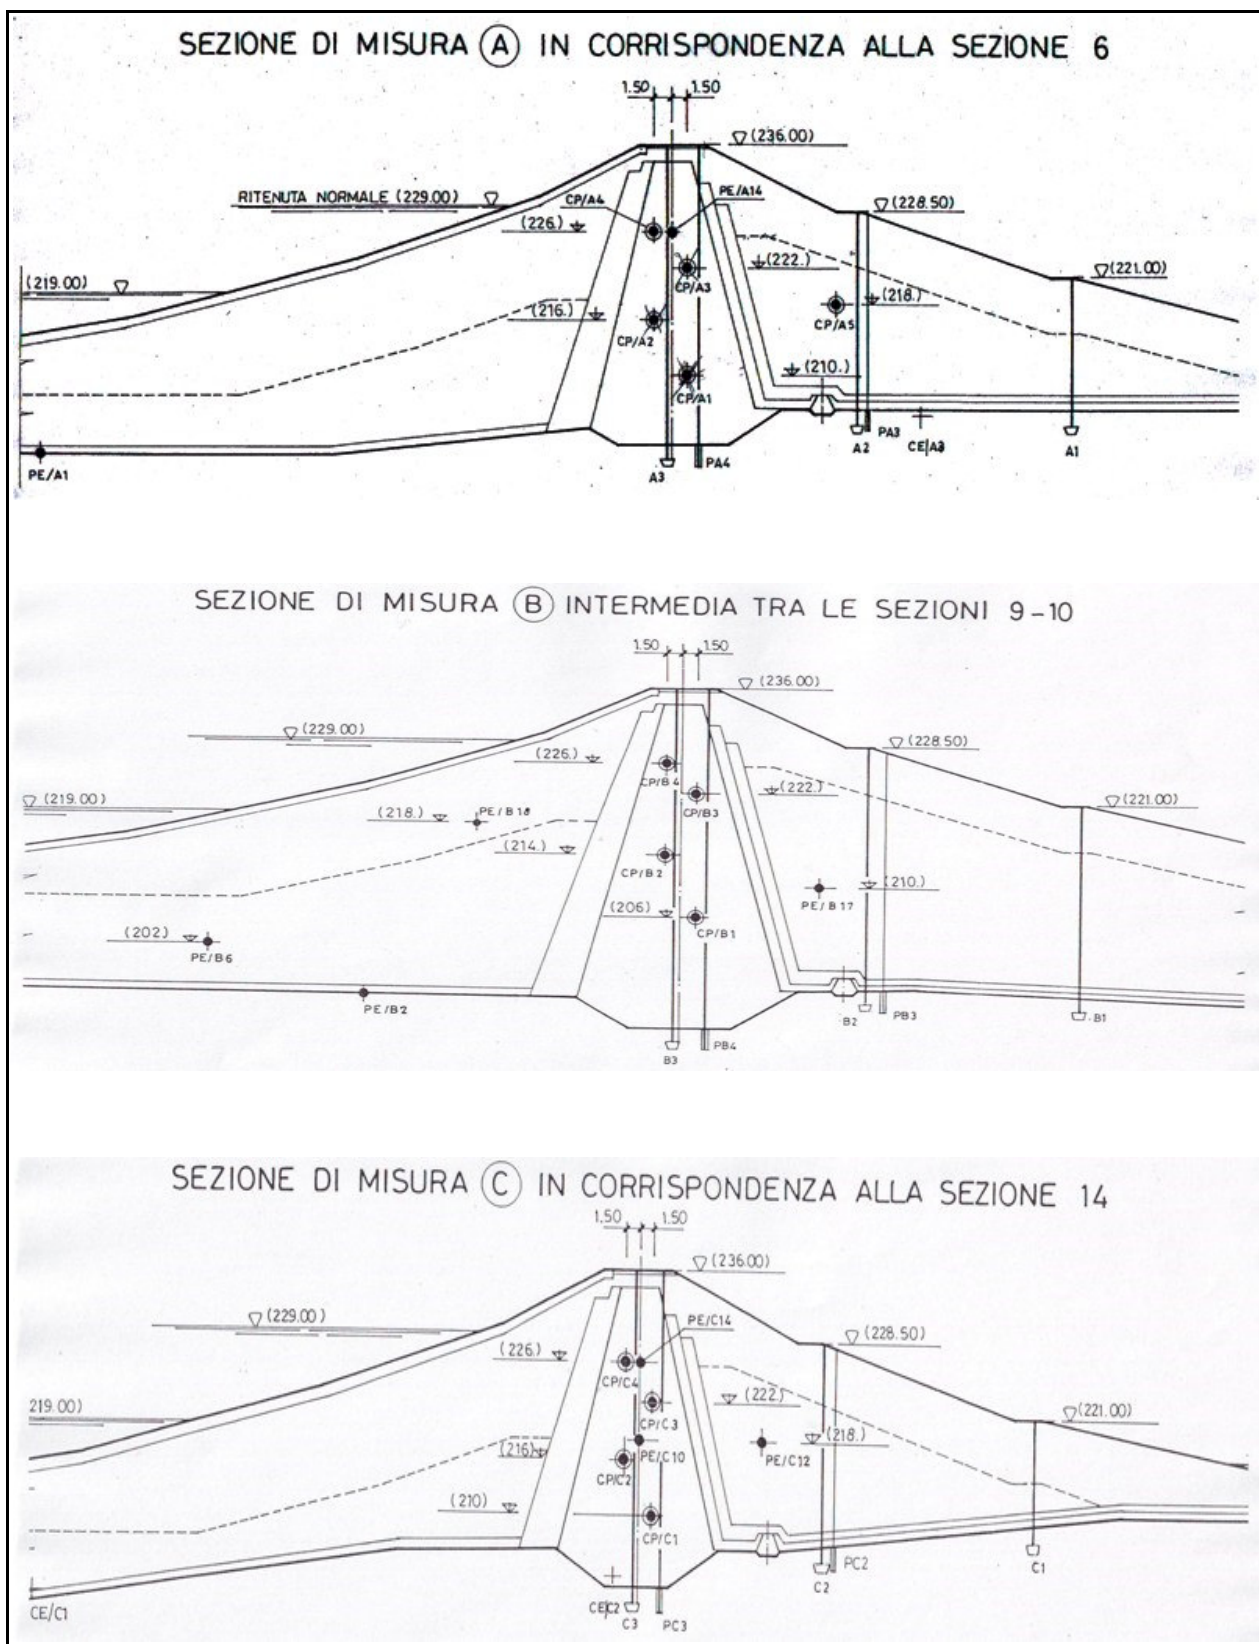 SEZIONE DI MISURA A IN CORRISPONDENZA ALLA SEZIONE 6
1.50 1.50
(236.00)
RITENUTA NORMALE (229.00)
CP/A4
PE/A14
(228.50)
(226.)
(222.)
(221.00)
(219.00)
CP/A3
(216.)
(218.)
CP/A2
CP/A5
(210.)
CP/A1
PE/A1
A3
PA4
A2
PA3
CE/A3
A1
SEZIONE DI MISURA B INTERMEDIA TRA LE SEZIONI 9-10
1.50 1.50
(236.00)
(229.00)
(228.50)
(226.)
CP/B4
(222.)
(219.00)
CP/B3
(221.00)
(218.)
PE/B18
(214.)
CP/B2
(210.)
PE/B17
(206)
CP/B1
(202.)
PE/B6
PE/B2
B3
PB4
B2
PB3
B1
SEZIONE DI MISURA C IN CORRISPONDENZA ALLA SEZIONE 14
1.50 1.50
(236.00)
(229.00)
PE/C14
(228.50)
(226.)
CP/C4
(222.)
219.00)
CP/C3
(221.00)
(216)
PE/C10
(218.)
CP/C2
PE/C12
(210)
CP/C1
CE/C1
CE/C2
C3
PC3
C2
PC2
C1